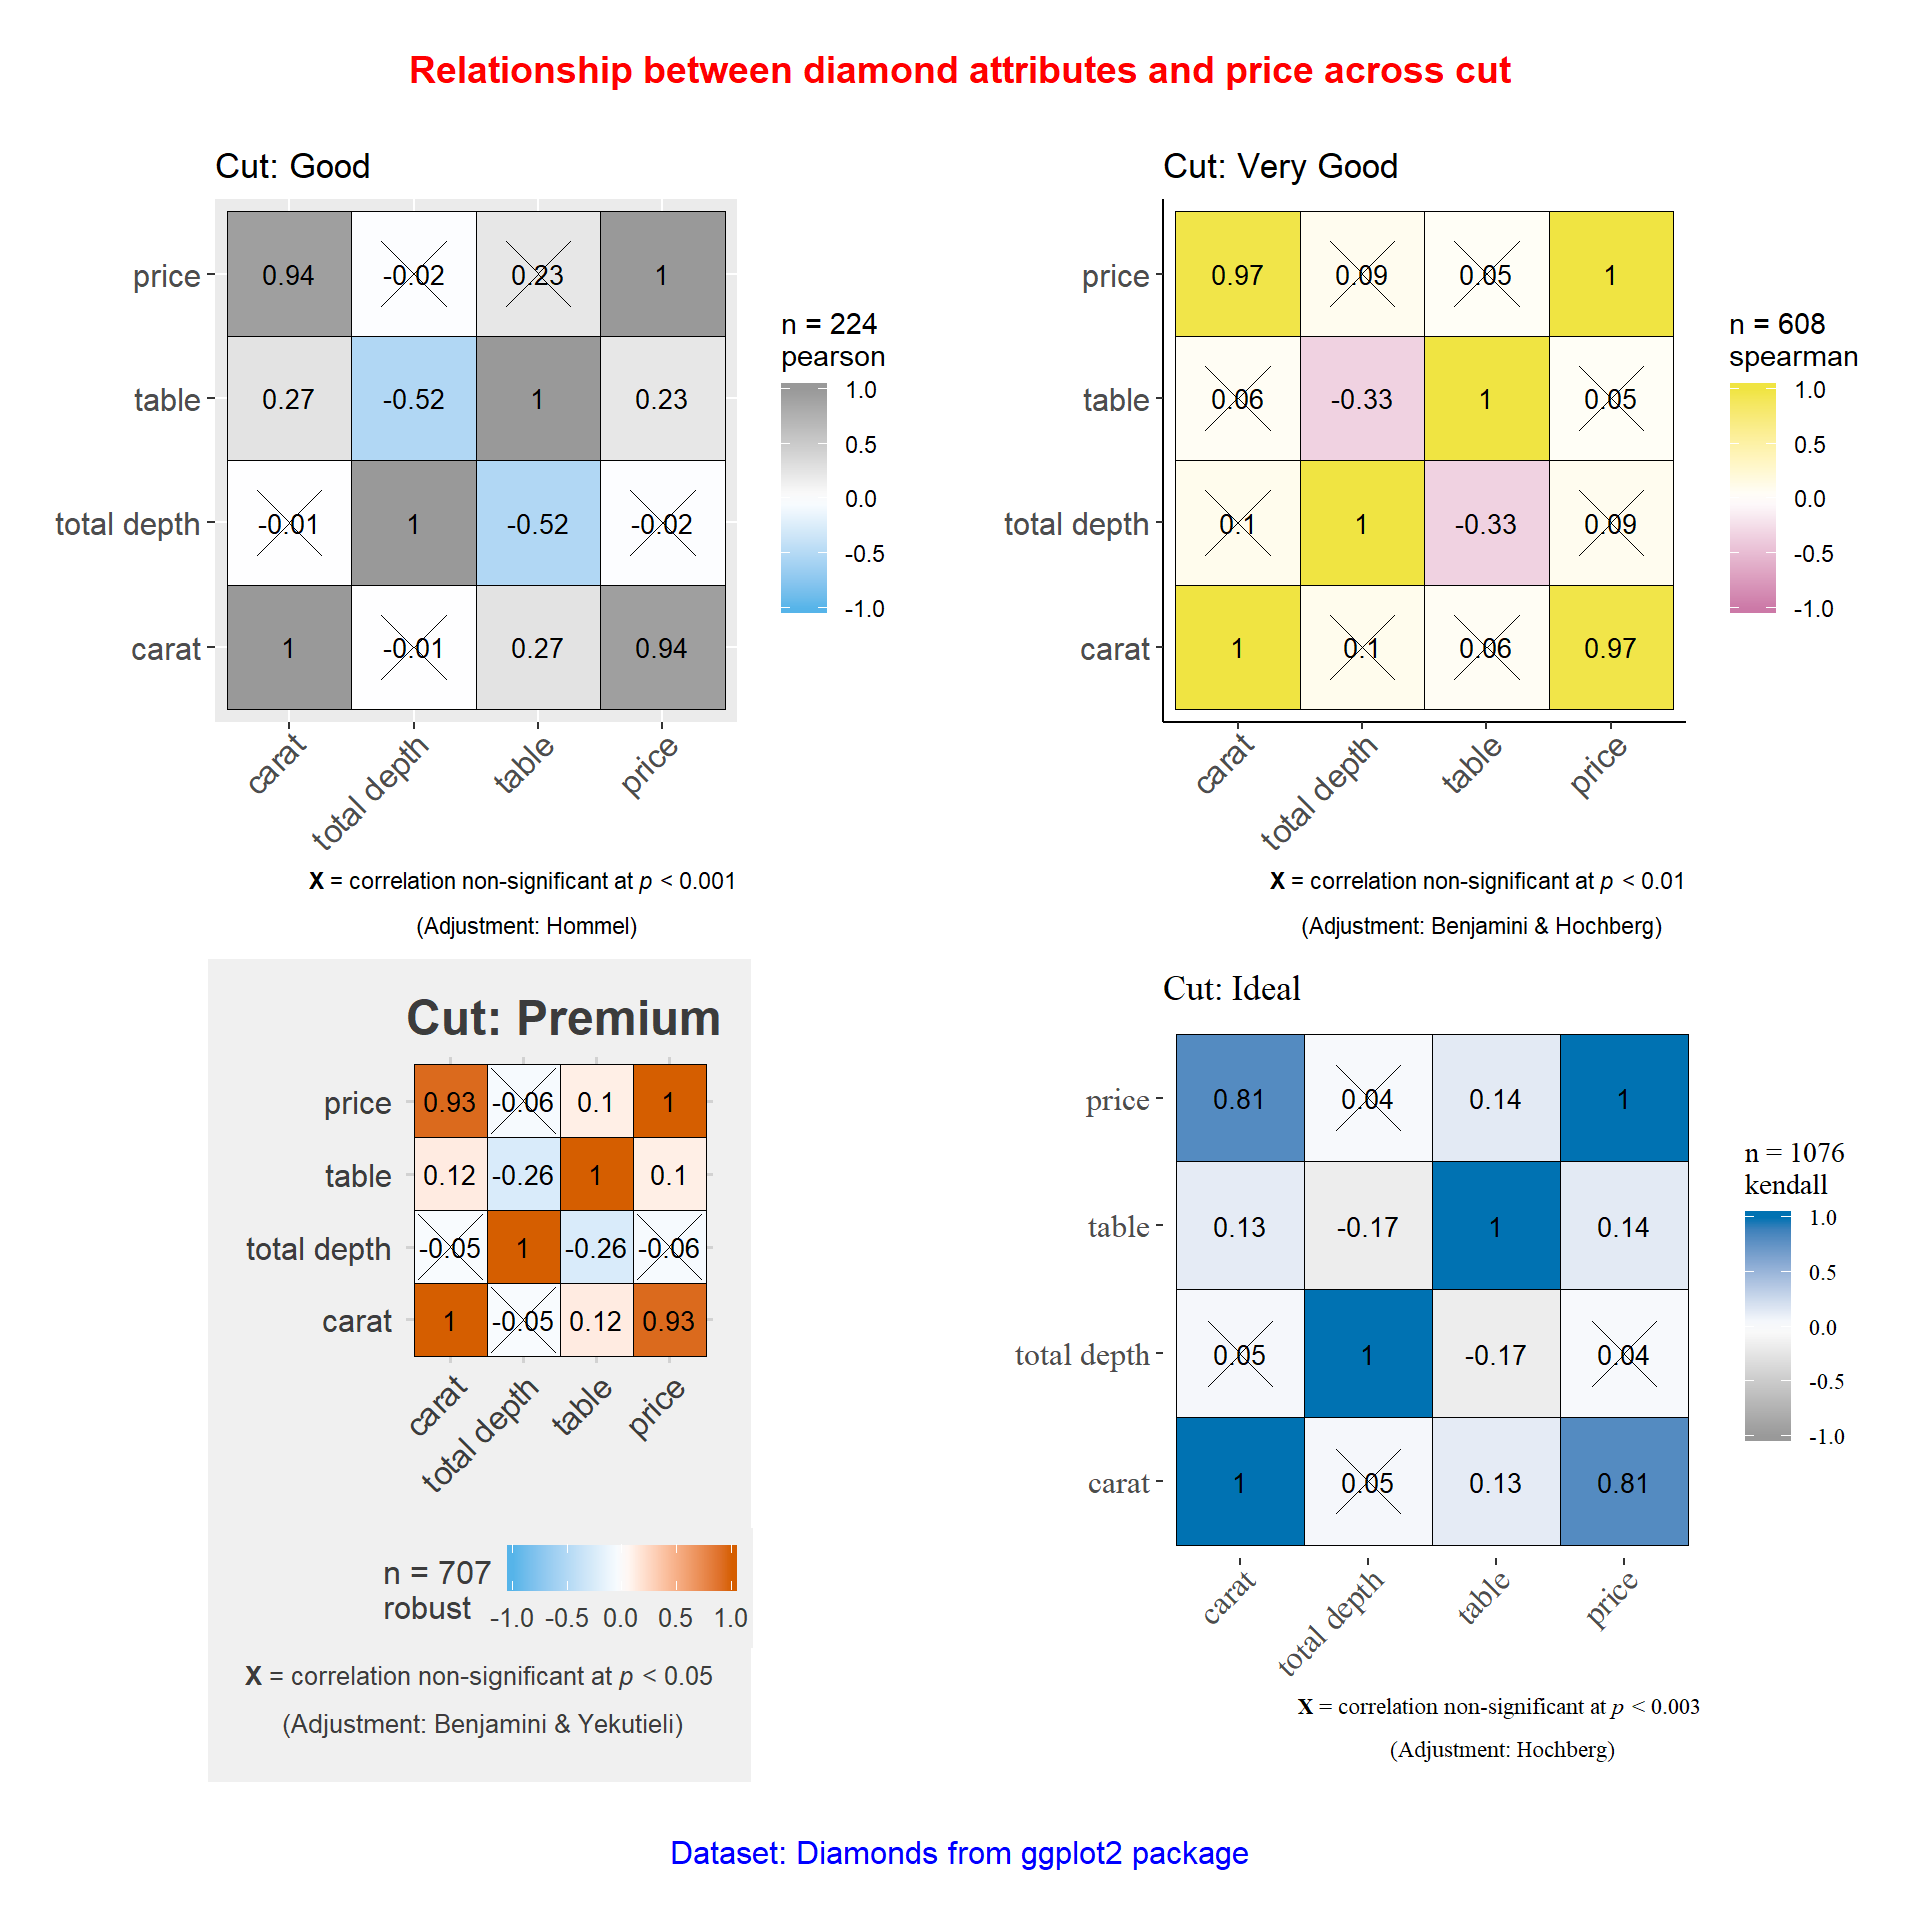 Relationship between diamond attributes and price across cut
Cut: Good
price 0.94 -0.02 0.23 1
table 0.27 -0.52 1 0.23
total depth -0.01 1 -0.52 -0.02
carat 1 -0.01 0.27 0.94
carat total depth table price
n = 224
pearson
1.0
0.5
0.0
-0.5
-1.0
X = correlation non-significant at p < 0.001
(Adjustment: Hommel)
Cut: Very Good
price 0.97 0.09 0.05 1
table 0.06 -0.33 1 0.05
total depth 0.1 1 -0.33 0.09
carat 1 0.1 0.06 0.97
carat total depth table price
n = 608
spearman
1.0
0.5
0.0
-0.5
-1.0
X = correlation non-significant at p < 0.01
(Adjustment: Benjamini & Hochberg)
Cut: Premium
price 0.93 -0.06 0.1 1
table 0.12 -0.26 1 0.1
total depth -0.05 1 -0.26 -0.06
carat 1 -0.05 0.12 0.93
carat total depth table price
n = 707
robust
-1.0 -0.5 0.0 0.5 1.0
X = correlation non-significant at p < 0.05
(Adjustment: Benjamini & Yekutieli)
Cut: Ideal
price 0.81 0.04 0.14 1
table 0.13 -0.17 1 0.14
total depth 0.05 1 -0.17 0.04
carat 1 0.05 0.13 0.81
carat total depth table price
n = 1076
kendall
1.0
0.5
0.0
-0.5
-1.0
X = correlation non-significant at p < 0.003
(Adjustment: Hochberg)
Dataset: Diamonds from ggplot2 package